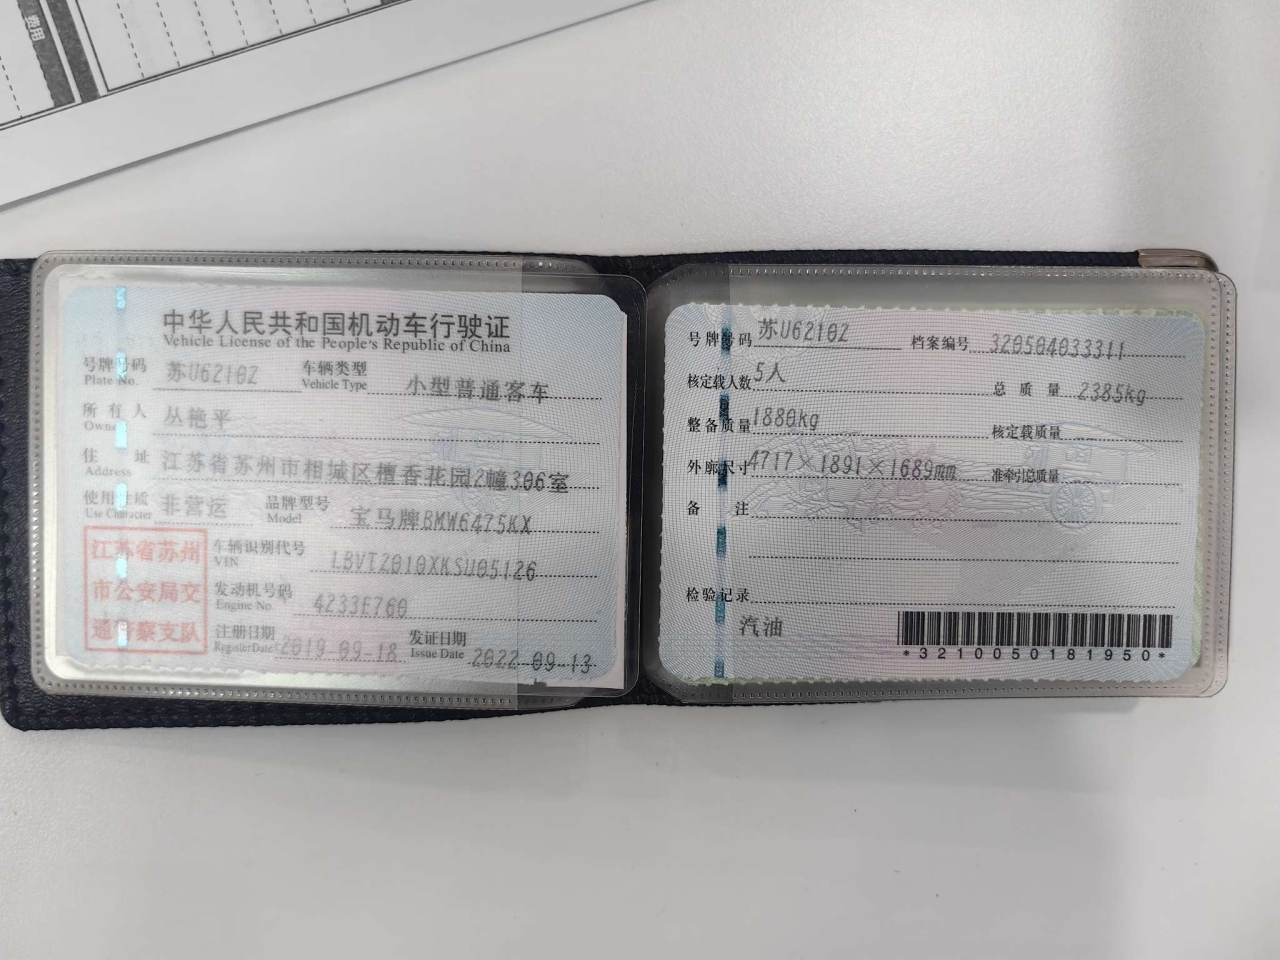 费用
中华人民共和国机动车行驶证
Vehicle License of the People's Republic of China
号牌号码 苏U6210Z 车辆类型 小型普通客车
Plate No. Vehicle Type
所有人 丛艳平
Owner
住址 江苏省苏州市相城区檀香花园2幢306室
Address
使用性质 非营运 品牌型号 宝马牌BMW6475KX
Use Character Model
江苏省苏州
市公安局交
通警察支队
车辆识别代号 LBVTZ010XKSU05126
VIN
发动机号码 4233E760
Engine No.
注册日期 2019-09-18 发证日期 2022-09-13
Register Date Issue Date
号牌号码 苏U6210Z 档案编号 320504033311
核定载人数 5人 总质量 2385kg
整备质量 1880kg 核定载质量
外廓尺寸 4717×1891×1689mm 准牵引总质量
备注
检验记录
汽油
*3210050181950*